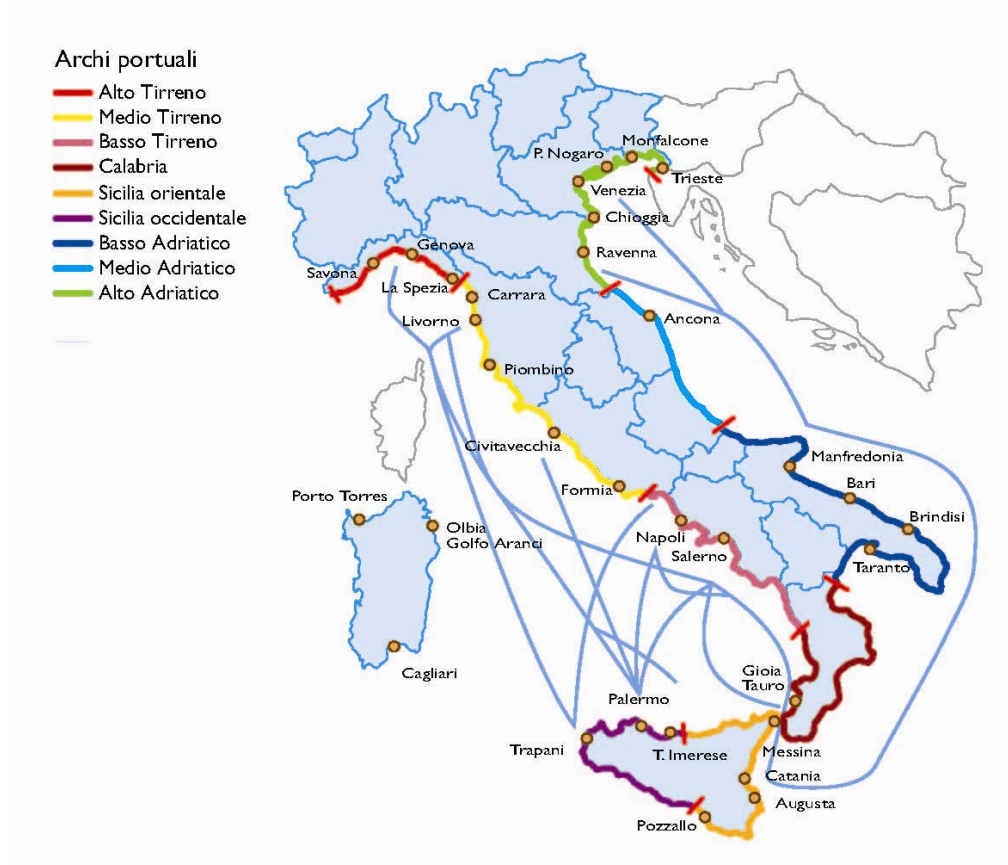 Archi portuali
Alto Tirreno
Medio Tirreno
Basso Tirreno
Calabria
Sicilia orientale
Sicilia occidentale
Basso Adriatico
Medio Adriatico
Alto Adriatico
Monfalcone
P. Nogaro
Trieste
Venezia
Chioggia
Ravenna
Genova
Savona
La Spezia
Carrara
Livorno
Ancona
Piombino
Civitavecchia
Manfredonia
Formia
Bari
Porto Torres
Brindisi
Olbia
Golfo Aranci
Napoli
Salerno
Taranto
Cagliari
Gioia
Tauro
Palermo
Trapani
T. Imerese
Messina
Catania
Augusta
Pozzallo